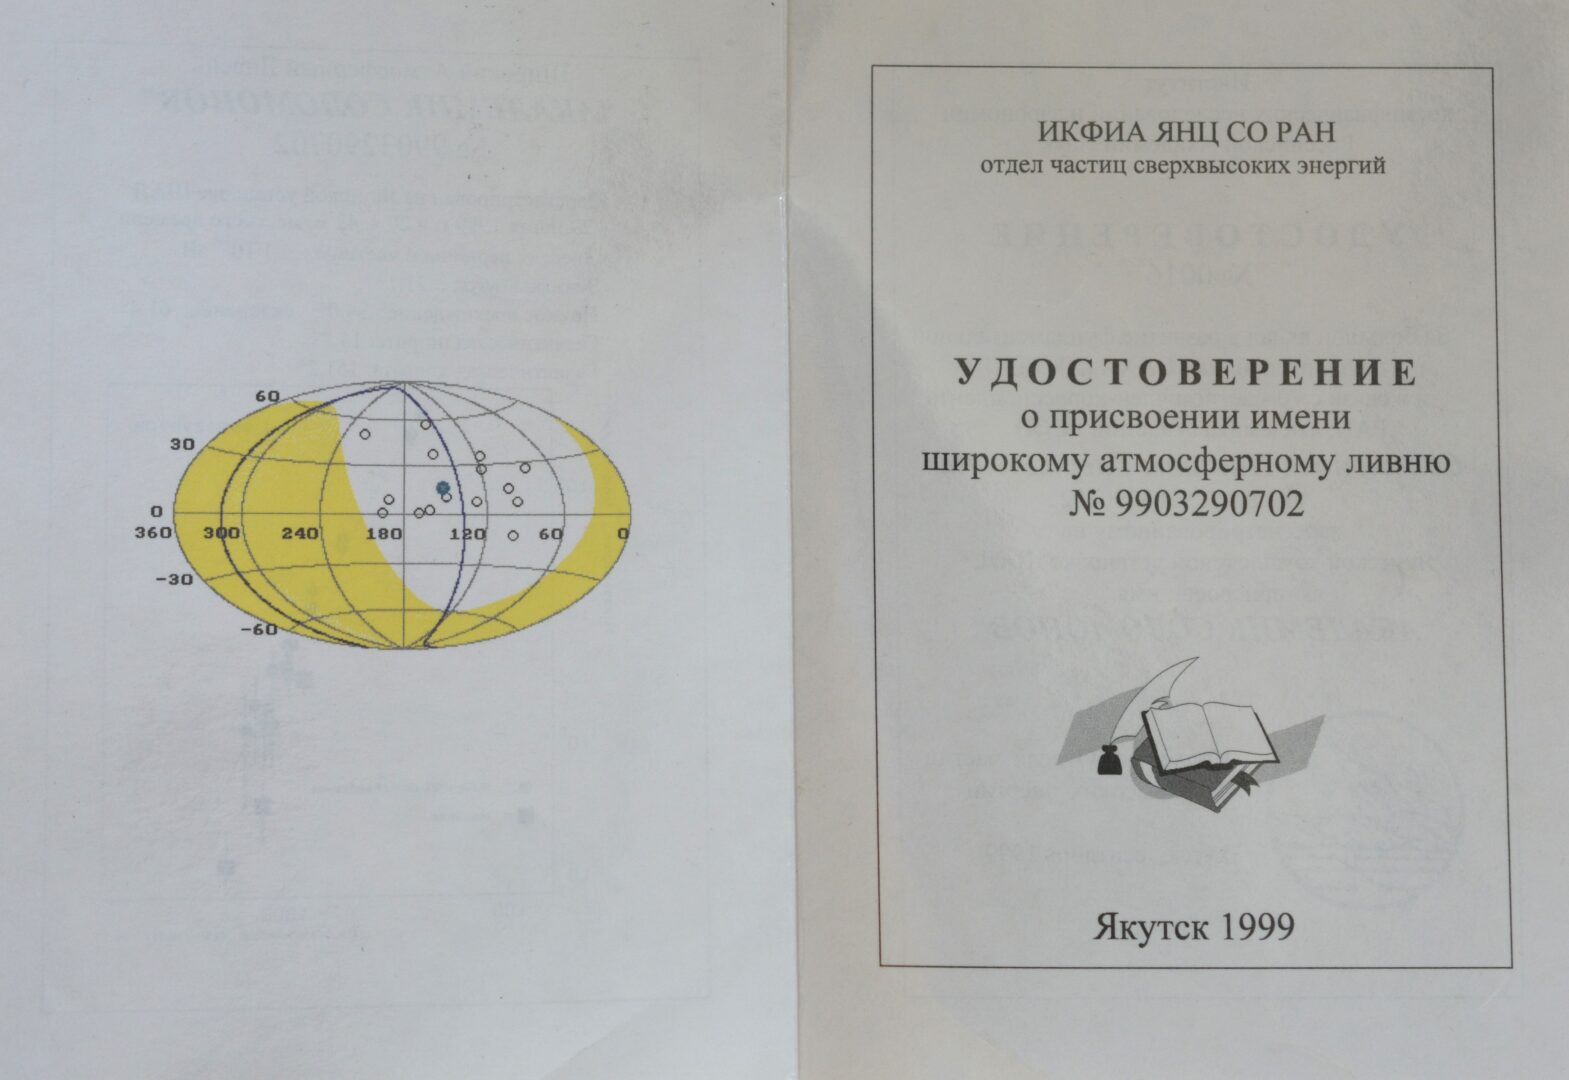 60
30
0
360 300 240 180 120 60 0
-30
-60
ИКФИА ЯНЦ СО РАН
отдел частиц сверхвысоких энергий
УДОСТОВЕРЕНИЕ
о присвоении имени
широкому атмосферному ливню
№ 9903290702
Якутск 1999